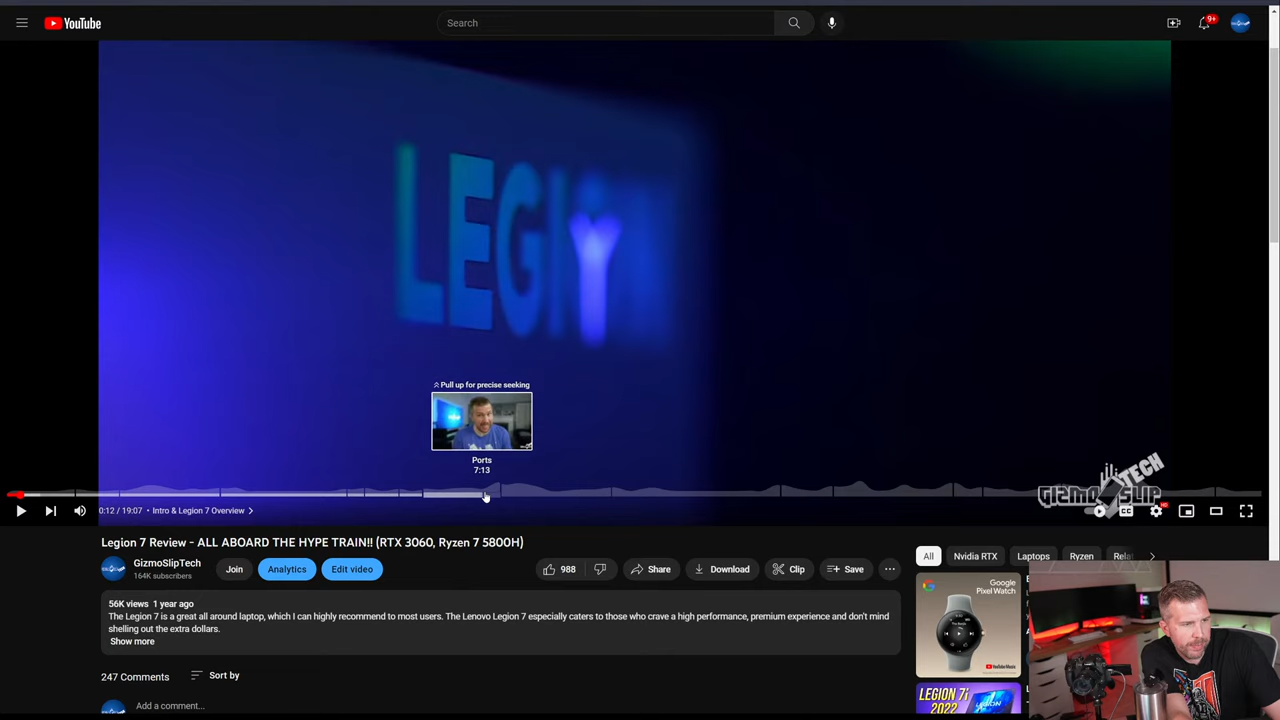 YouTube
Search
9+
LEGION
Pull up for precise seeking
Ports
7:13
0:12 / 19:07 • Intro & Legion 7 Overview
CC
HD
GIZMO SLIP
TECH
Legion 7 Review - ALL ABOARD THE HYPE TRAIN!! (RTX 3060, Ryzen 7 5800H)
GizmoSlipTech
164K subscribers
Join
Analytics
Edit video
988
Share
Download
Clip
Save
All
Nvidia RTX
Laptops
Ryzen
Relat
56K views 1 year ago
The Legion 7 is a great all around laptop, which I can highly recommend to most users. The Lenovo Legion 7 especially caters to those who crave a high performance, premium experience and don't mind
shelling out the extra dollars.
Show more
Google
Pixel Watch
247 Comments
Sort by
Add a comment...
LEGION 7i
2022